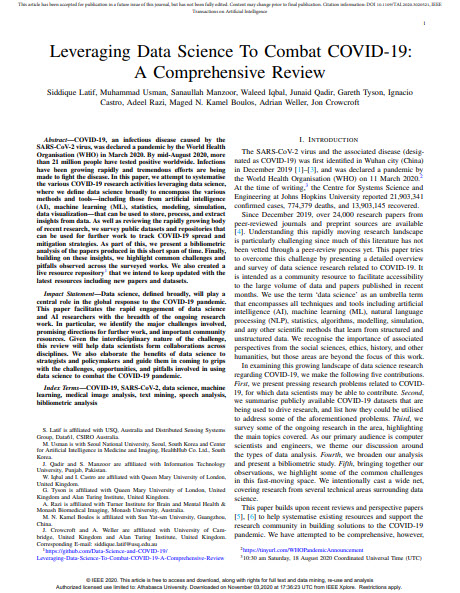 This article has been accepted for publication in a future issue of this journal, but has not been fully edited. Content may change prior to final publication. Citation information: DOI 10.1109/TAI.2020.3020521, IEEE
Transactions on Artificial Intelligence
1
Leveraging Data Science To Combat COVID-19:
A Comprehensive Review
Siddique Latif, Muhammad Usman, Sanaullah Manzoor, Waleed Iqbal, Junaid Qadir, Gareth Tyson, Ignacio
Castro, Adeel Razi, Maged N. Kamel Boulos, Adrian Weller, Jon Crowcroft
Abstract—COVID-19, an infectious disease caused by the
SARS-CoV-2 virus, was declared a pandemic by the World Health
Organisation (WHO) in March 2020. By mid-August 2020, more
than 21 million people have tested positive worldwide. Infections
have been growing rapidly and tremendous efforts are being
made to fight the disease. In this paper, we attempt to systematise
the various COVID-19 research activities leveraging data science,
where we define data science broadly to encompass the various
methods and tools—including those from artificial intelligence
(AI), machine learning (ML), statistics, modeling, simulation,
data visualization—that can be used to store, process, and extract
insights from data. As well as reviewing the rapidly growing body
of recent research, we survey public datasets and repositories that
can be used for further work to track COVID-19 spread and
mitigation strategies. As part of this, we present a bibliometric
analysis of the papers produced in this short span of time. Finally,
building on these insights, we highlight common challenges and
pitfalls observed across the surveyed works. We also created a
live resource repository¹ that we intend to keep updated with the
latest resources including new papers and datasets.
Impact Statement—Data science, defined broadly, will play a
central role in the global response to the COVID-19 pandemic.
This paper facilitates the rapid engagement of data science
and AI researchers with the breadth of the ongoing research
work. In particular, we identify the major challenges involved,
promising directions for further work, and important community
resources. Given the interdisciplinary nature of the challenge,
this review will help data scientists form collaborations across
disciplines. We also elaborate the benefits of data science to
strategists and policymakers and guide them in coming to grips
with the challenges, opportunities, and pitfalls involved in using
data science to combat the COVID-19 pandemic.
Index Terms—COVID-19, SARS-CoV-2, data science, machine
learning, medical image analysis, text mining, speech analysis,
bibliometric analysis
S. Latif is affiliated with USQ, Australia and Distributed Sensing Systems
Group, Data61, CSIRO Australia.
M. Usman is with Seoul National University, Seoul, South Korea and Center
for Artificial Intelligence in Medicine and Imaging, HealthHub Co. Ltd., South
Korea.
J. Qadir and S. Manzoor are affiliated with Information Technology
University, Punjab, Pakistan.
W. Iqbal and I. Castro are affiliated with Queen Mary University of London,
United Kingdom.
G. Tyson is affiliated with Queen Mary University of London, United
Kingdom and Alan Turing Institute, United Kingdom.
A. Razi is affiliated with Turner Institute for Brain and Mental Health &
Monash Biomedical Imaging, Monash University, Australia.
M. N. Kamel Boulos is affiliated with Sun Yat-sen University, Guangzhou,
China.
J. Crowcroft and A. Weller are affiliated with University of Cam-
bridge, United Kingdom and Alan Turing Institute, United Kingdom.
Corresponding E-mail: siddique.latif@usq.edu.au
¹https://github.com/Data-Science-and-COVID-19/
Leveraging-Data-Science-To-Combat-COVID-19-A-Comprehensive-Review
I. INTRODUCTION
The SARS-CoV-2 virus and the associated disease (desig-
nated as COVID-19) was first identified in Wuhan city (China)
in December 2019 [1]–[3], and was declared a pandemic by
the World Health Organisation (WHO) on 11 March 2020.²
At the time of writing,³ the Centre for Systems Science and
Engineering at Johns Hopkins University reported 21,903,341
confirmed cases, 774,379 deaths, and 13,903,145 recovered.
Since December 2019, over 24,000 research papers from
peer-reviewed journals and preprint sources are available
[4]. Understanding this rapidly moving research landscape
is particularly challenging since much of this literature has not
been vetted through a peer-review process yet. This paper tries
to overcome this challenge by presenting a detailed overview
and survey of data science research related to COVID-19. It
is intended as a community resource to facilitate accessibility
to the large volume of data and papers published in recent
months. We use the term 'data science' as an umbrella term
that encompasses all techniques and tools including artificial
intelligence (AI), machine learning (ML), natural language
processing (NLP), statistics, algorithms, modelling, simulation,
and any other scientific methods that learn from structured and
unstructured data. We recognise the importance of associated
perspectives from the social sciences, ethics, history, and other
humanities, but those areas are beyond the focus of this work.
In examining this growing landscape of data science research
regarding COVID-19, we make the following five contributions.
First, we present pressing research problems related to COVID-
19, for which data scientists may be able to contribute. Second,
we summarise publicly available COVID-19 datasets that are
being used to drive research, and list how they could be utilised
to address some of the aforementioned problems. Third, we
survey some of the ongoing research in the area, highlighting
the main topics covered. As our primary audience is computer
scientists and engineers, we theme our discussion around
the types of data analysis. Fourth, we broaden our analysis
and present a bibliometric study. Fifth, bringing together our
observations, we highlight some of the common challenges
in this fast-moving space. We intentionally cast a wide net,
covering research from several technical areas surrounding data
science.
This paper builds upon recent reviews and perspective papers
[5], [6] to help systematise existing resources and support the
research community in building solutions to the COVID-19
pandemic. We have attempted to be comprehensive, however,
²https://tinyurl.com/WHOPandemicAnnouncement
³10:30 am Saturday, 18 August 2020 Coordinated Universal Time (UTC)
© IEEE 2020. This article is free to access and download, along with rights for full text and data mining, re-use and analysis
Authorized licensed use limited to: Athabasca University. Downloaded on November 03,2020 at 17:36:23 UTC from IEEE Xplore. Restrictions apply.